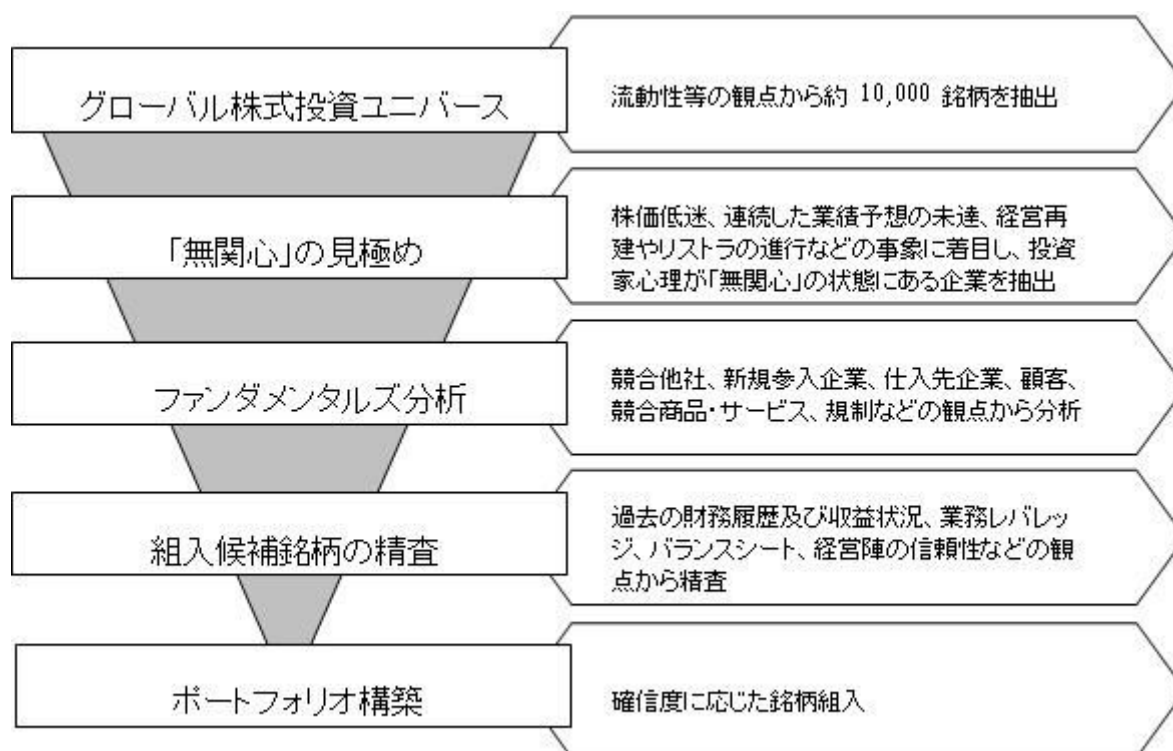 グローバル株式投資ユニバース
流動性等の観点から約 10,000 銘柄を抽出
「無関心」の見極め
株価低迷、連続した業績予想の未達、経営再
建やリストラの進行などの事象に着目し、投資
家心理が「無関心」の状態にある企業を抽出
ファンダメンタルズ分析
競合他社、新規参入企業、仕入先企業、顧客、
競合商品・サービス、規制などの観点から分析
組入候補銘柄の精査
過去の財務履歴及び収益状況、業務レバレッ
ジ、バランスシート、経営陣の信頼性などの観
点から精査
ポートフォリオ構築
確信度に応じた銘柄組入